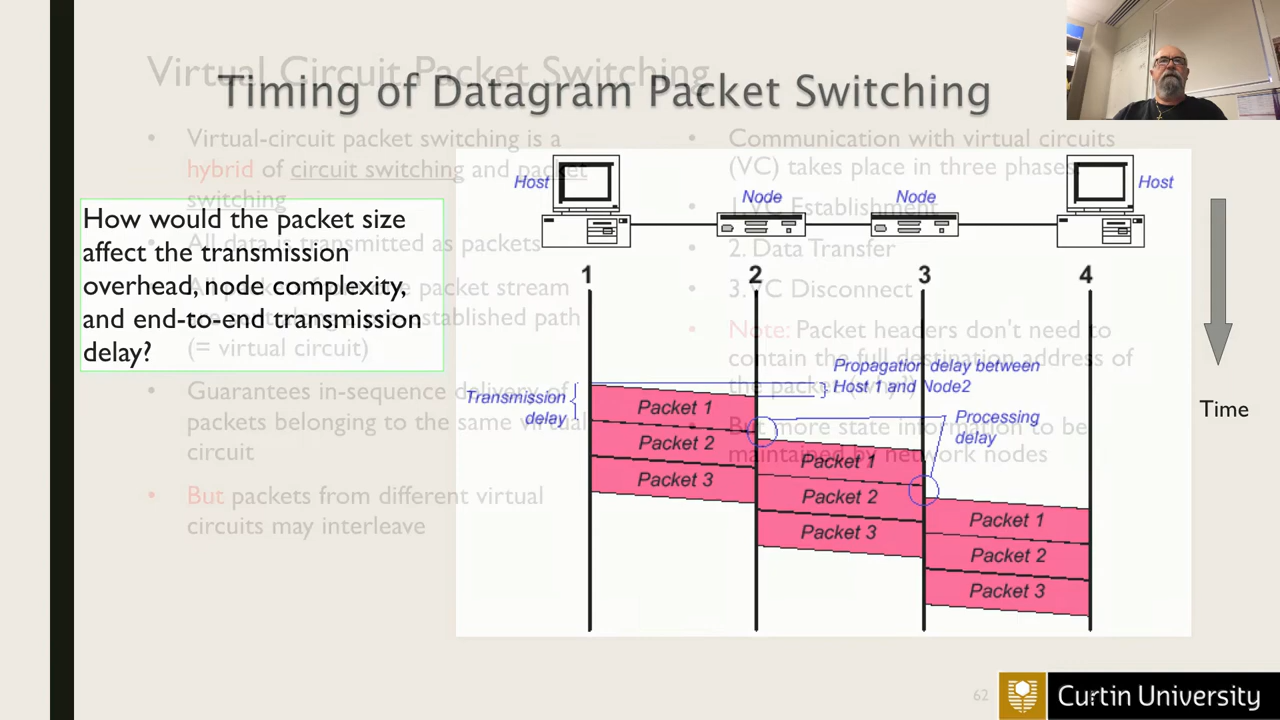 Virtual Circuit Packet Switching
Timing of Datagram Packet Switching
• Virtual-circuit packet switching is a
hybrid of circuit switching and packet
switching
• All data is transmitted as packets
• All packets from one packet stream
are sent along a pre-established path
(= virtual circuit)
• Guarantees in-sequence delivery of
packets belonging to the same virtual
circuit
• But packets from different virtual
circuits may interleave
• Communication with virtual circuits
(VC) takes place in three phases
• 1. VC Establishment
• 2. Data Transfer
• 3. VC Disconnect
• Note: Packet headers don't need to
contain the full destination address of
the packet
• But more state information to be
maintained by network nodes
How would the packet size
affect the transmission
overhead, node complexity,
and end-to-end transmission
delay?
Host
Node
Node
Host
1
2
3
4
Transmission
delay
Propagation delay between
Host 1 and Node2
Processing
delay
Packet 1
Packet 2
Packet 3
Packet 1
Packet 2
Packet 3
Packet 1
Packet 2
Packet 3
Time
62
Curtin University